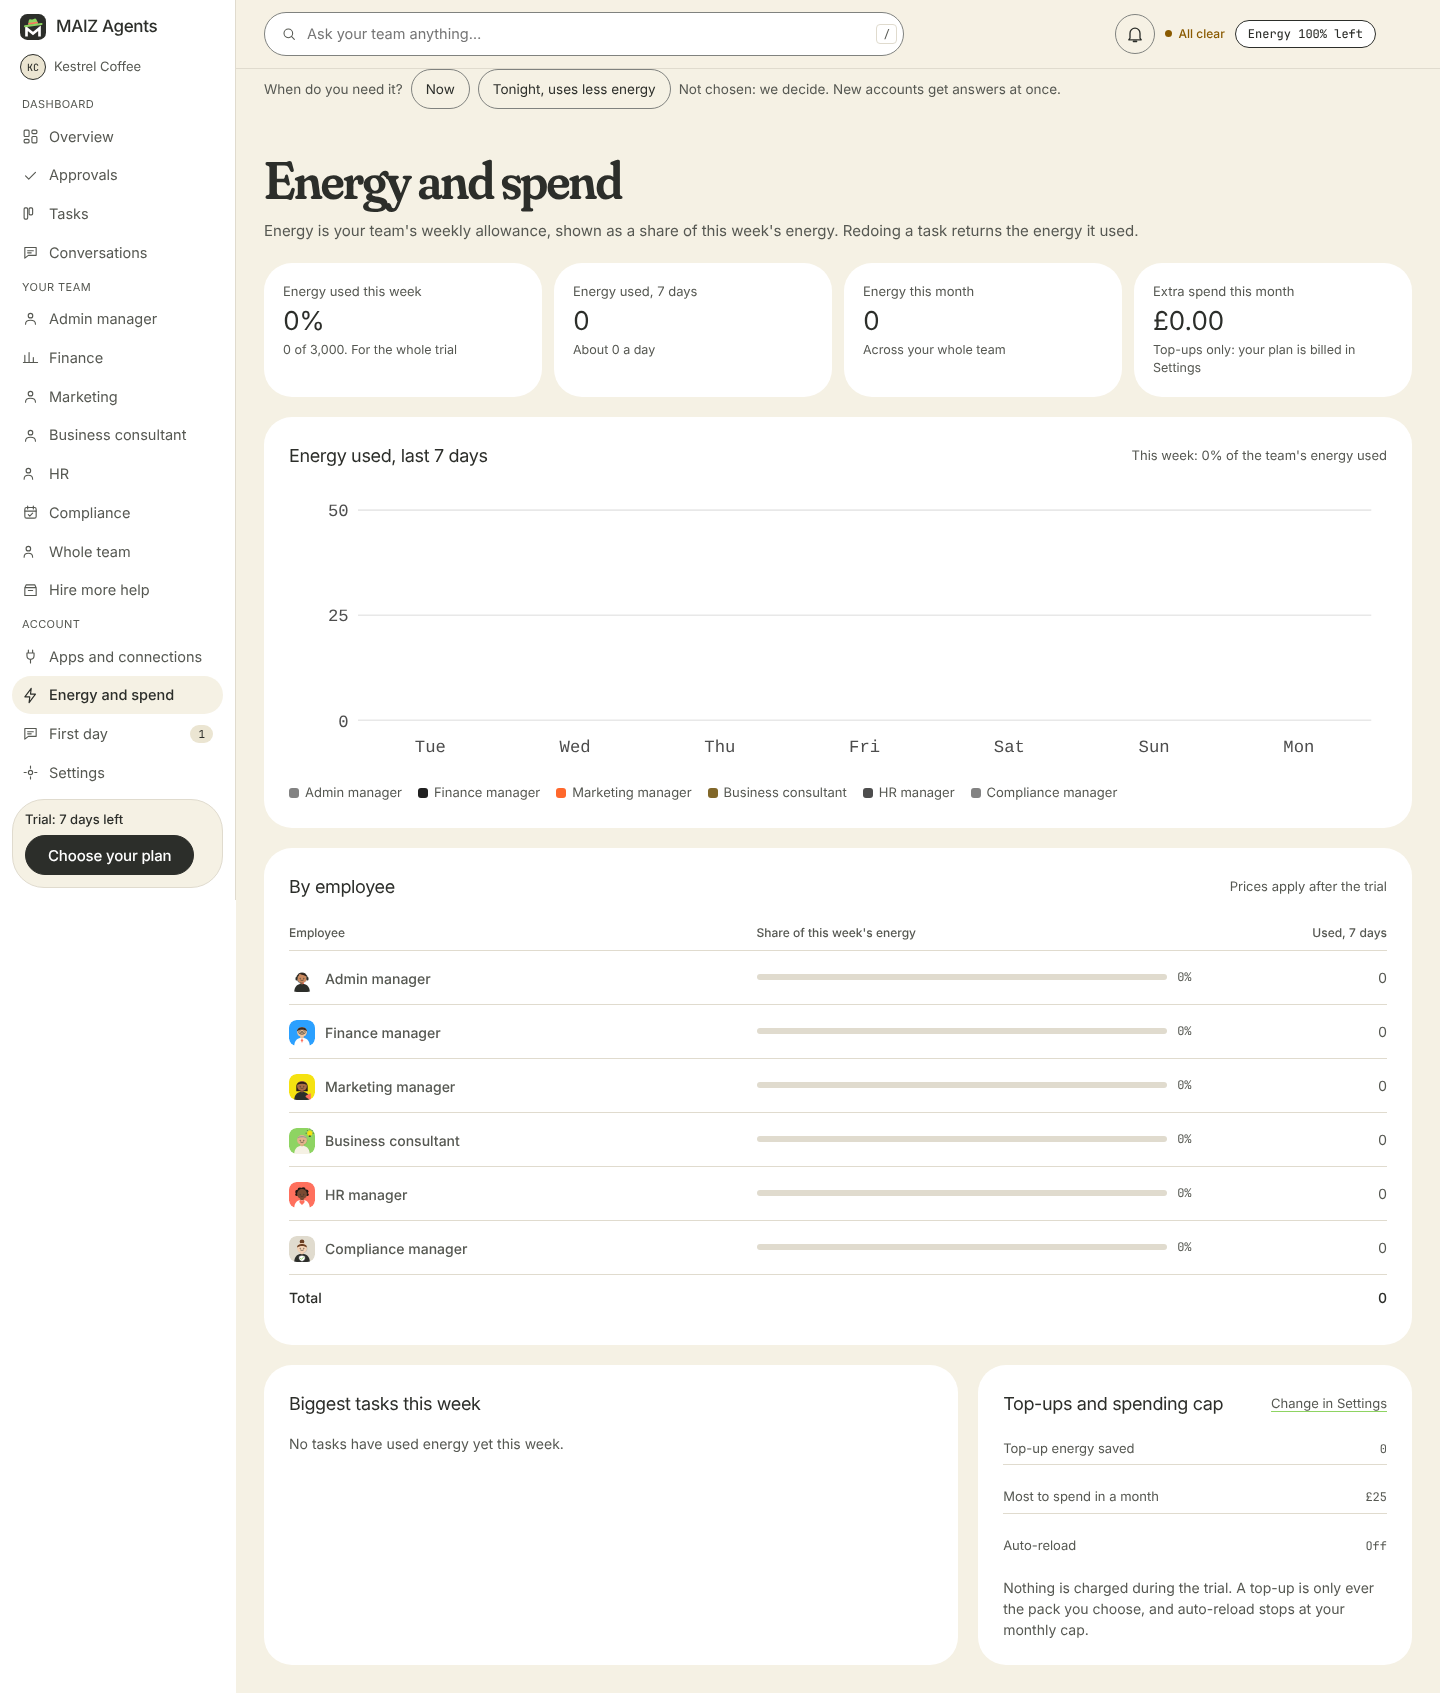 MAIZ Agents
KC Kestrel Coffee
DASHBOARD
Overview
Approvals
Tasks
Conversations
YOUR TEAM
Admin manager
Finance
Marketing
Business consultant
HR
Compliance
Whole team
Hire more help
ACCOUNT
Apps and connections
Energy and spend
First day 1
Settings
Trial: 7 days left
Choose your plan
Ask your team anything... /
All clear
Energy 100% left
When do you need it? Now Tonight, uses less energy Not chosen: we decide. New accounts get answers at once.
Energy and spend
Energy is your team's weekly allowance, shown as a share of this week's energy. Redoing a task returns the energy it used.
Energy used this week
0%
0 of 3,000. For the whole trial
Energy used, 7 days
0
About 0 a day
Energy this month
0
Across your whole team
Extra spend this month
£0.00
Top-ups only: your plan is billed in
Settings
Energy used, last 7 days
This week: 0% of the team's energy used
50
25
0
Tue Wed Thu Fri Sat Sun Mon
Admin manager Finance manager Marketing manager Business consultant HR manager Compliance manager
By employee
Prices apply after the trial
Employee Share of this week's energy Used, 7 days
Admin manager 0% 0
Finance manager 0% 0
Marketing manager 0% 0
Business consultant 0% 0
HR manager 0% 0
Compliance manager 0% 0
Total 0
Biggest tasks this week
No tasks have used energy yet this week.
Top-ups and spending cap Change in Settings
Top-up energy saved 0
Most to spend in a month £25
Auto-reload Off
Nothing is charged during the trial. A top-up is only ever
the pack you choose, and auto-reload stops at your
monthly cap.